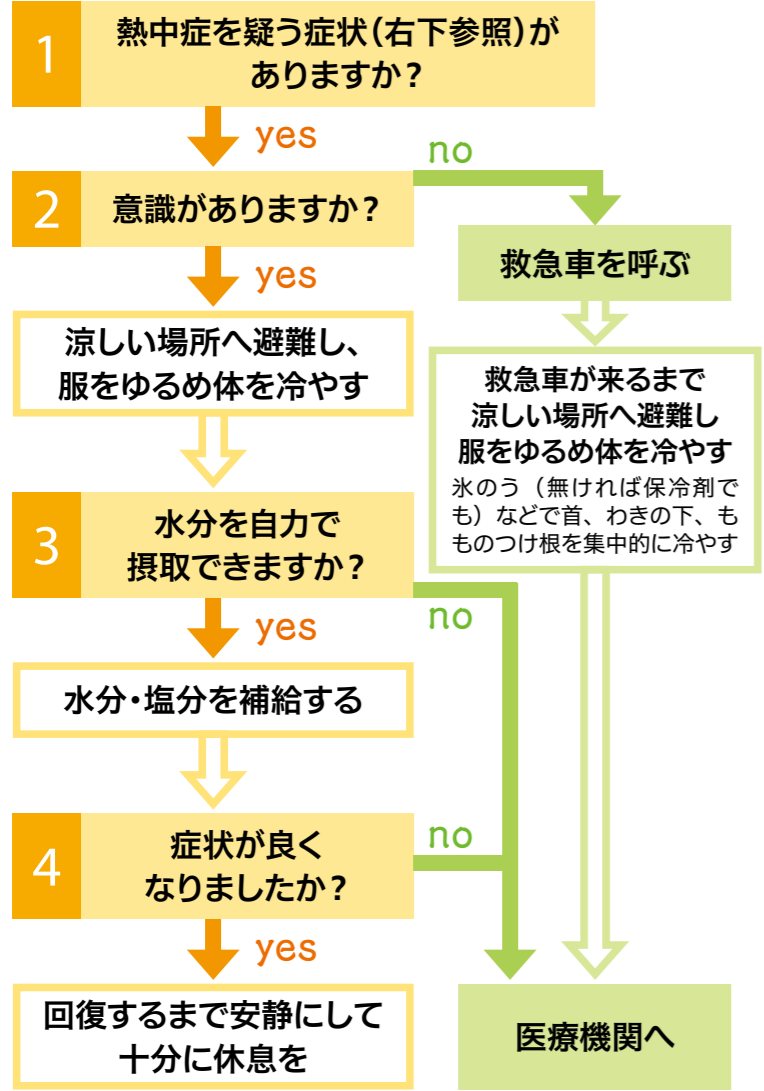 1
熱中症を疑う症状（右下参照）が
ありますか？
yes
no
2
意識がありますか？
救急車を呼ぶ
yes
涼しい場所へ避難し、
服をゆるめ体を冷やす
救急車が来るまで
涼しい場所へ避難し
服をゆるめ体を冷やす
氷のう（無ければ保冷剤で
も）などで首、わきの下、も
ものつけ根を集中的に冷やす
3
水分を自力で
摂取できますか？
yes
no
水分・塩分を補給する
4
症状が良く
なりましたか？
no
yes
回復するまで安静にして
十分に休息を
医療機関へ